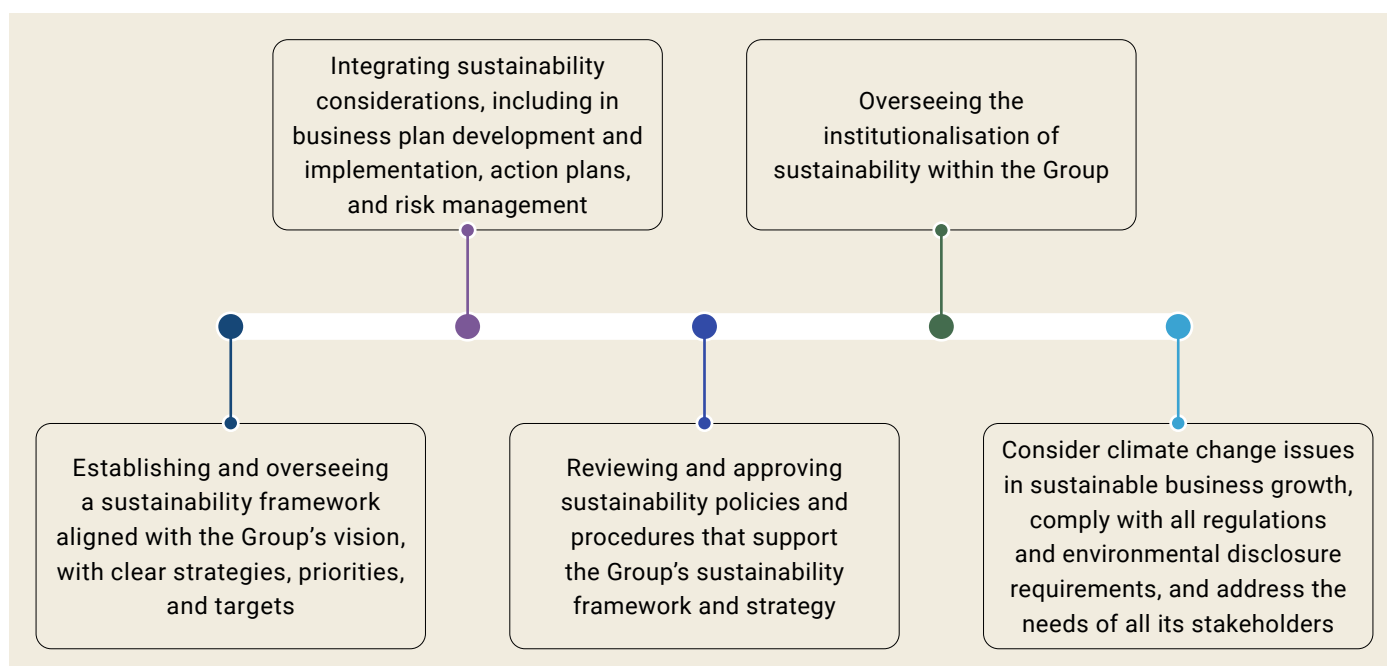 Integrating sustainability
considerations, including in
business plan development and
implementation, action plans,
and risk management
Overseeing the
institutionalisation of
sustainability within the Group
Establishing and overseeing
a sustainability framework
aligned with the Group’s vision,
with clear strategies, priorities,
and targets
Reviewing and approving
sustainability policies and
procedures that support
the Group’s sustainability
framework and strategy
Consider climate change issues
in sustainable business growth,
comply with all regulations
and environmental disclosure
requirements, and address the
needs of all its stakeholders